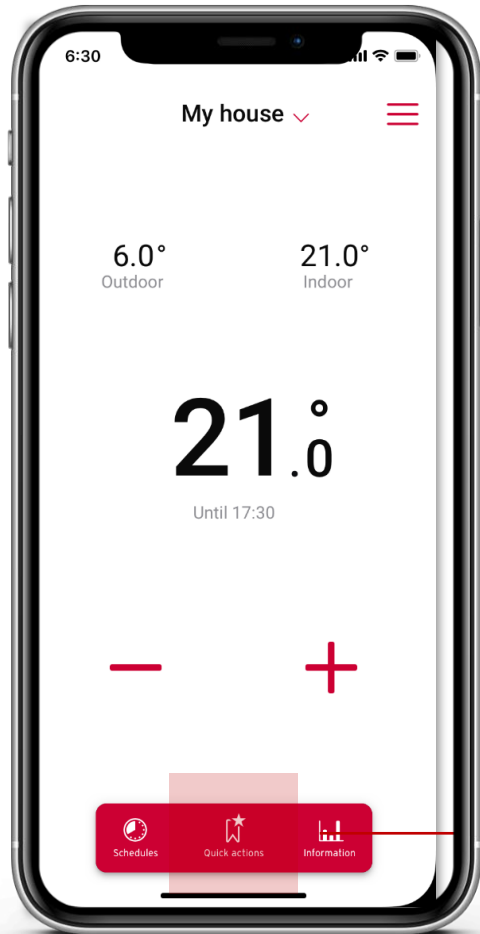 6:30
My house
6.0° 21.0°
Outdoor Indoor
21.0°
Until 17:30
Schedules Quick actions Information